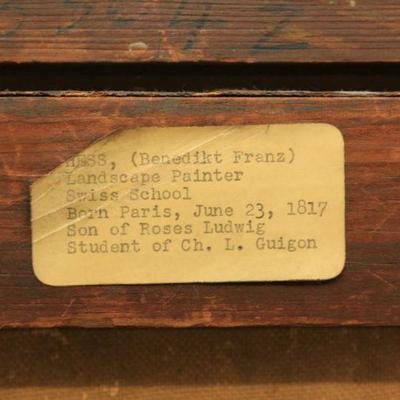 HESS, (Benedikt Franz)
Landscape Painter
Swiss School
Born Paris, June 23, 1817
Son of Roses Ludwig
Student of Ch. L. Guigon